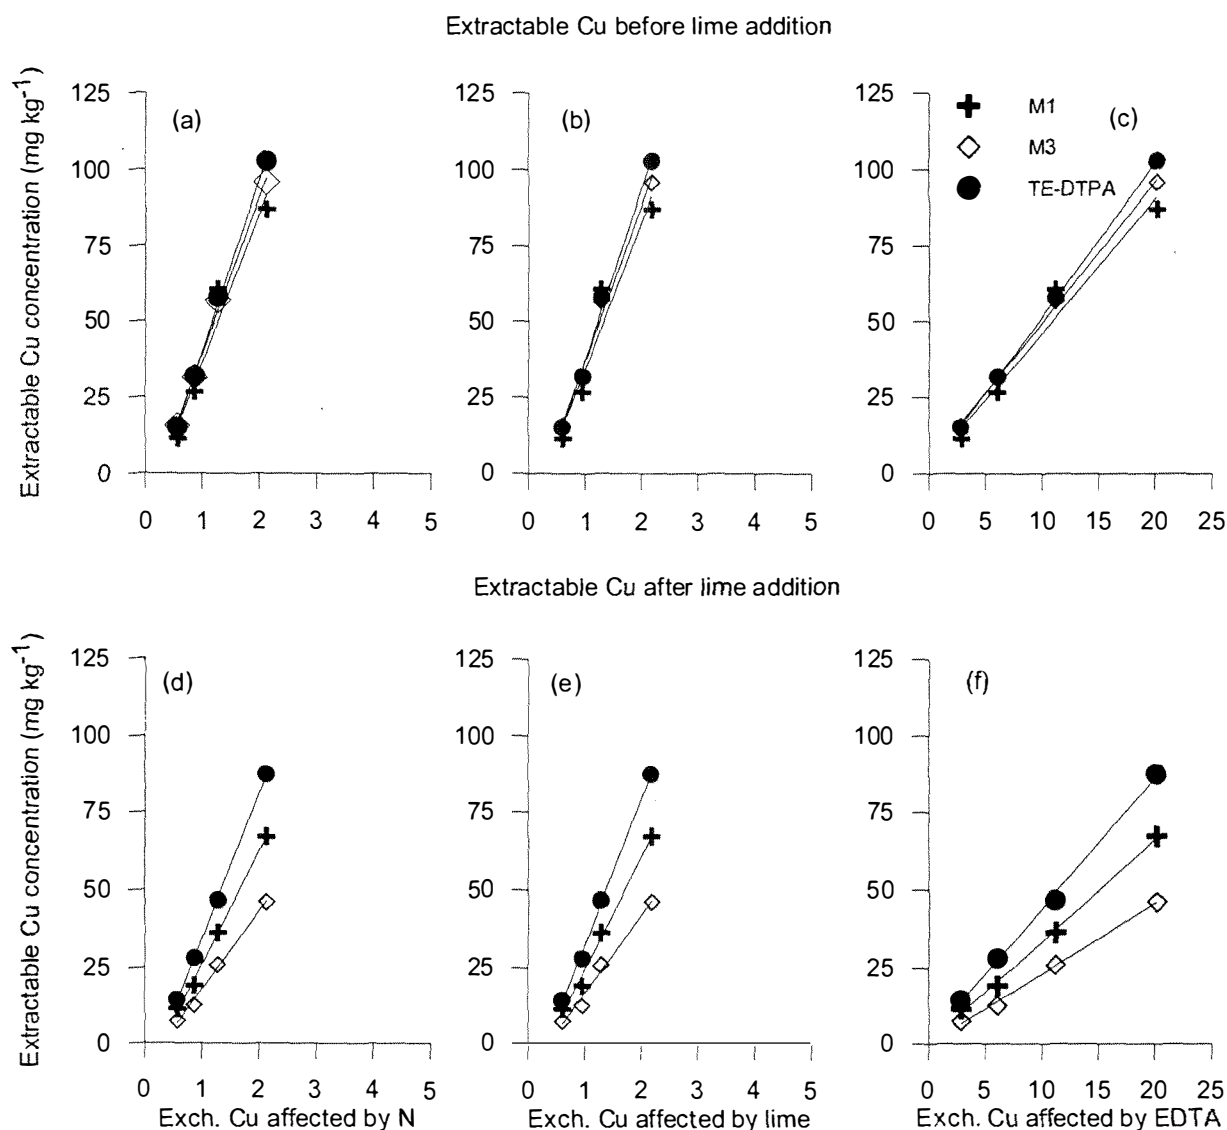 Extractable Cu before lime addition
Extractable Cu concentration (mg kg⁻¹)
125
100
75
50
25
0
(a)
0 1 2 3 4 5
125
100
75
50
25
0
(b)
0 1 2 3 4 5
125
100
75
50
25
0
(c)
M1
M3
TE-DTPA
0 5 10 15 20 25
Extractable Cu after lime addition
Extractable Cu concentration (mg kg⁻¹)
125
100
75
50
25
0
(d)
0 1 2 3 4 5
Exch. Cu affected by N
125
100
75
50
25
0
(e)
0 1 2 3 4 5
Exch. Cu affected by lime
125
100
75
50
25
0
(f)
0 5 10 15 20 25
Exch. Cu affected by EDTA